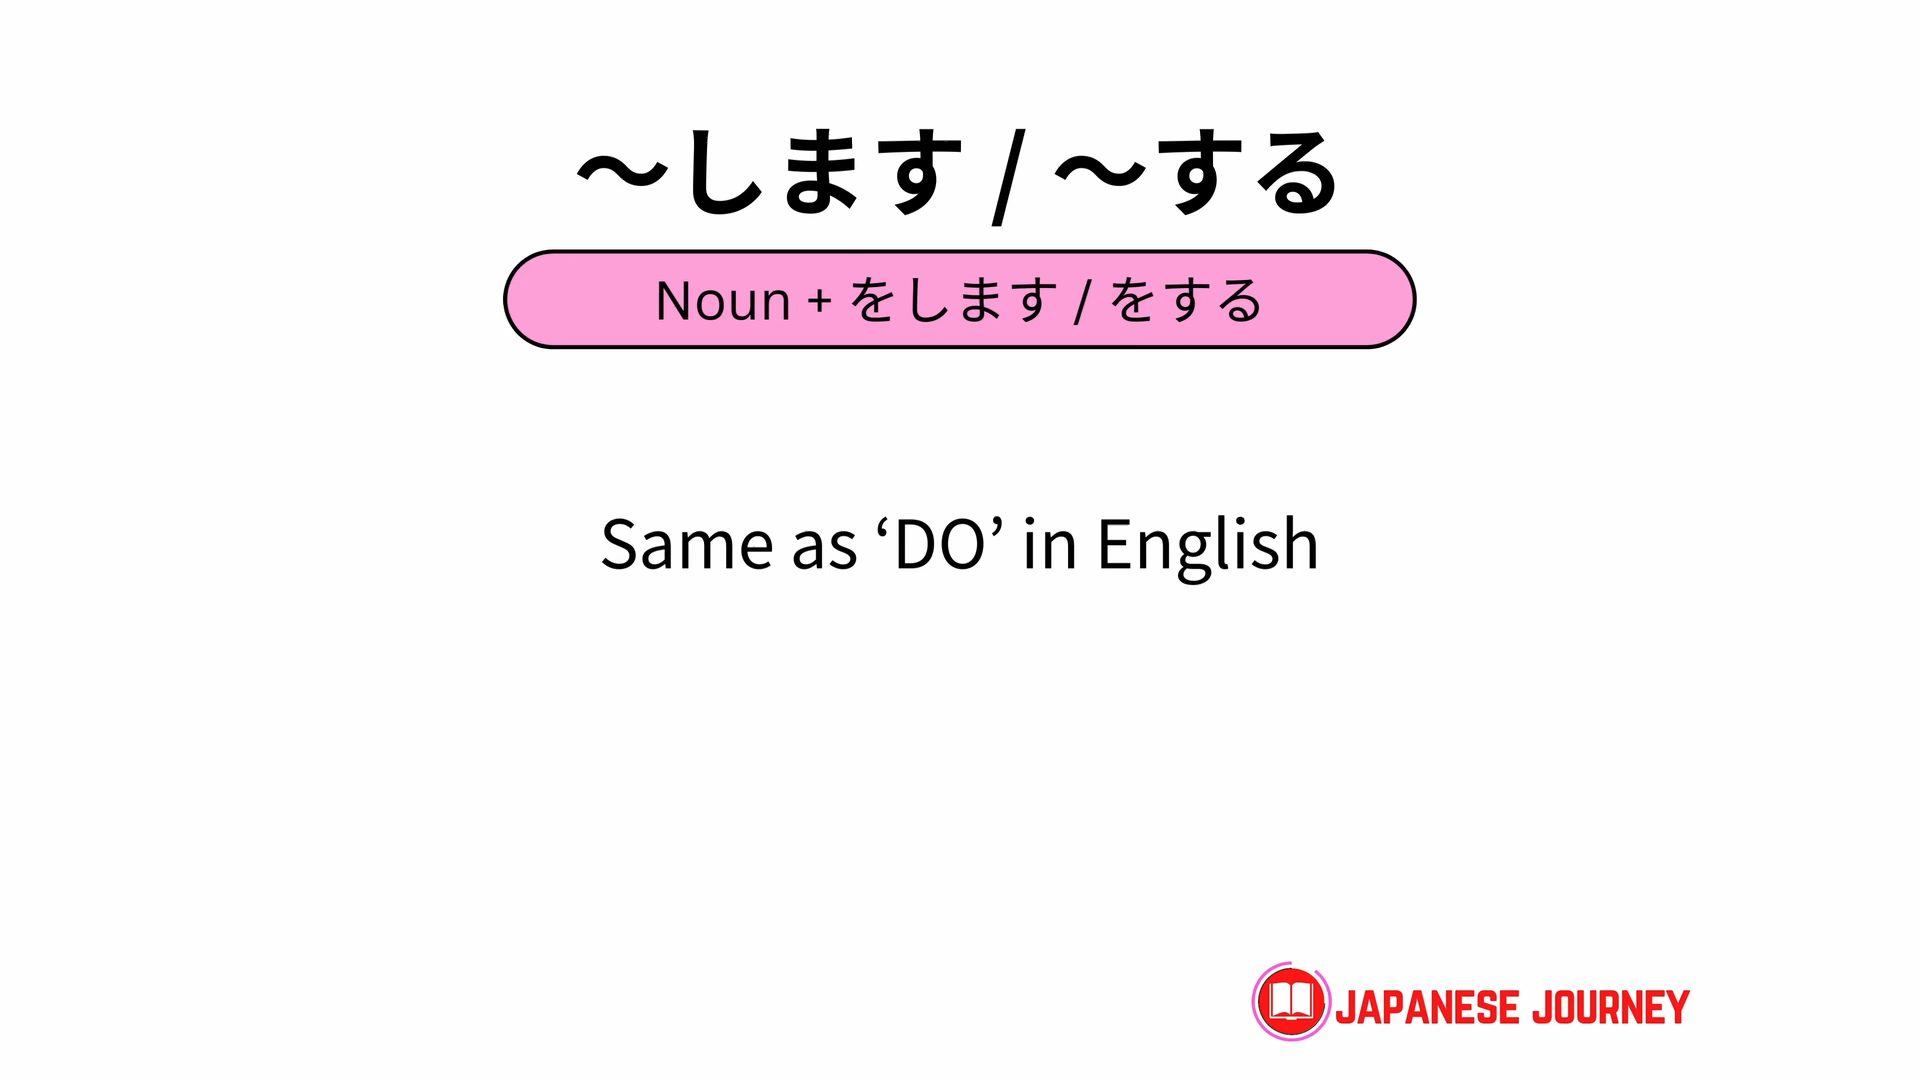 ～します / ～する
Noun + をします / をする
Same as ‘DO’ in English
JAPANESE JOURNEY